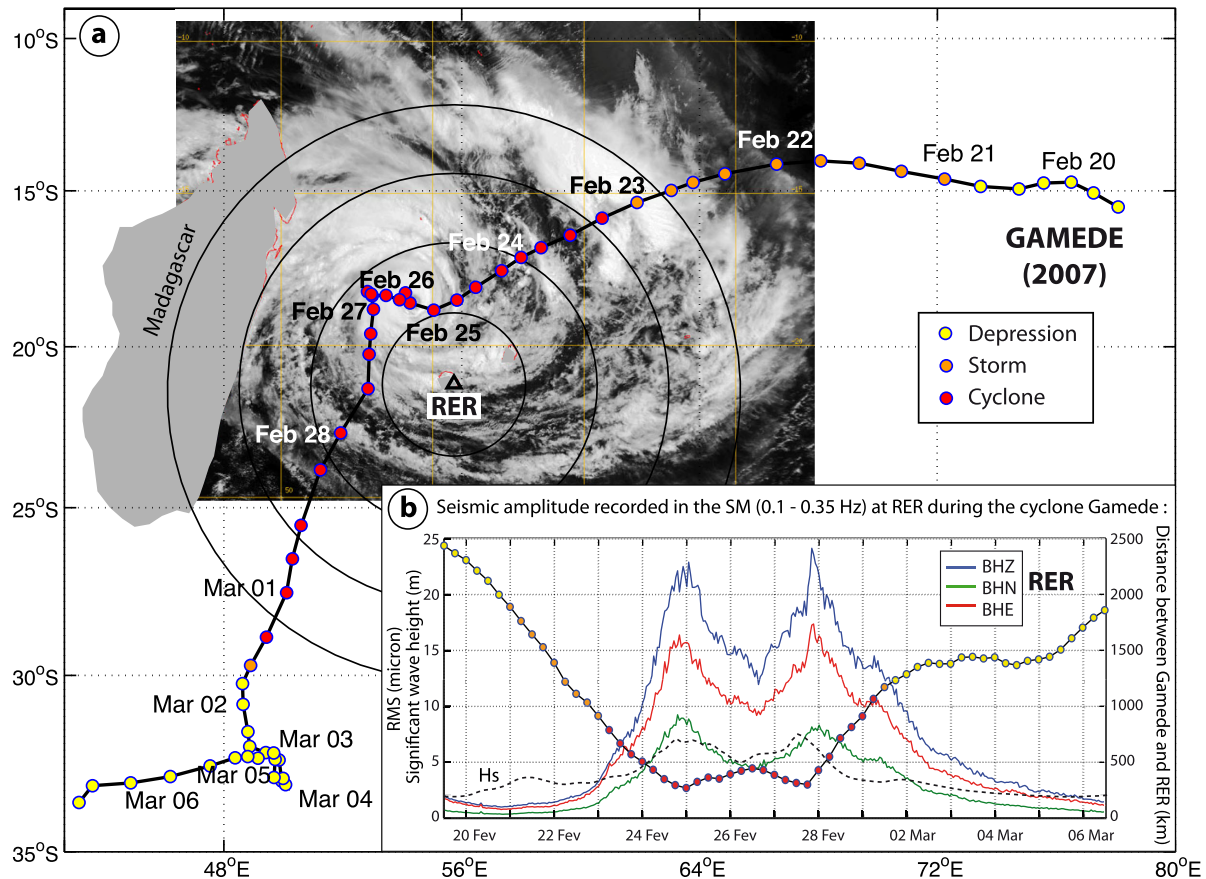 a
10°S
15°S
20°S
25°S
30°S
35°S
48°E
56°E
64°E
72°E
80°E
Madagascar
Feb 20
Feb 21
Feb 22
Feb 23
Feb 24
Feb 25
Feb 26
Feb 27
Feb 28
Mar 01
Mar 02
Mar 03
Mar 04
Mar 05
Mar 06
RER
50
GAMEDE
(2007)
Depression
Storm
Cyclone
b
Seismic amplitude recorded in the SM (0.1 - 0.35 Hz) at RER during the cyclone Gamede :
RMS (micron)
Significant wave height (m)
25
20
15
10
5
0
Hs
BHZ
BHN
BHE
RER
2500
2000
1500
1000
500
0
Distance between Gamede and RER (km)
20 Fev
22 Fev
24 Fev
26 Fev
28 Fev
02 Mar
04 Mar
06 Mar